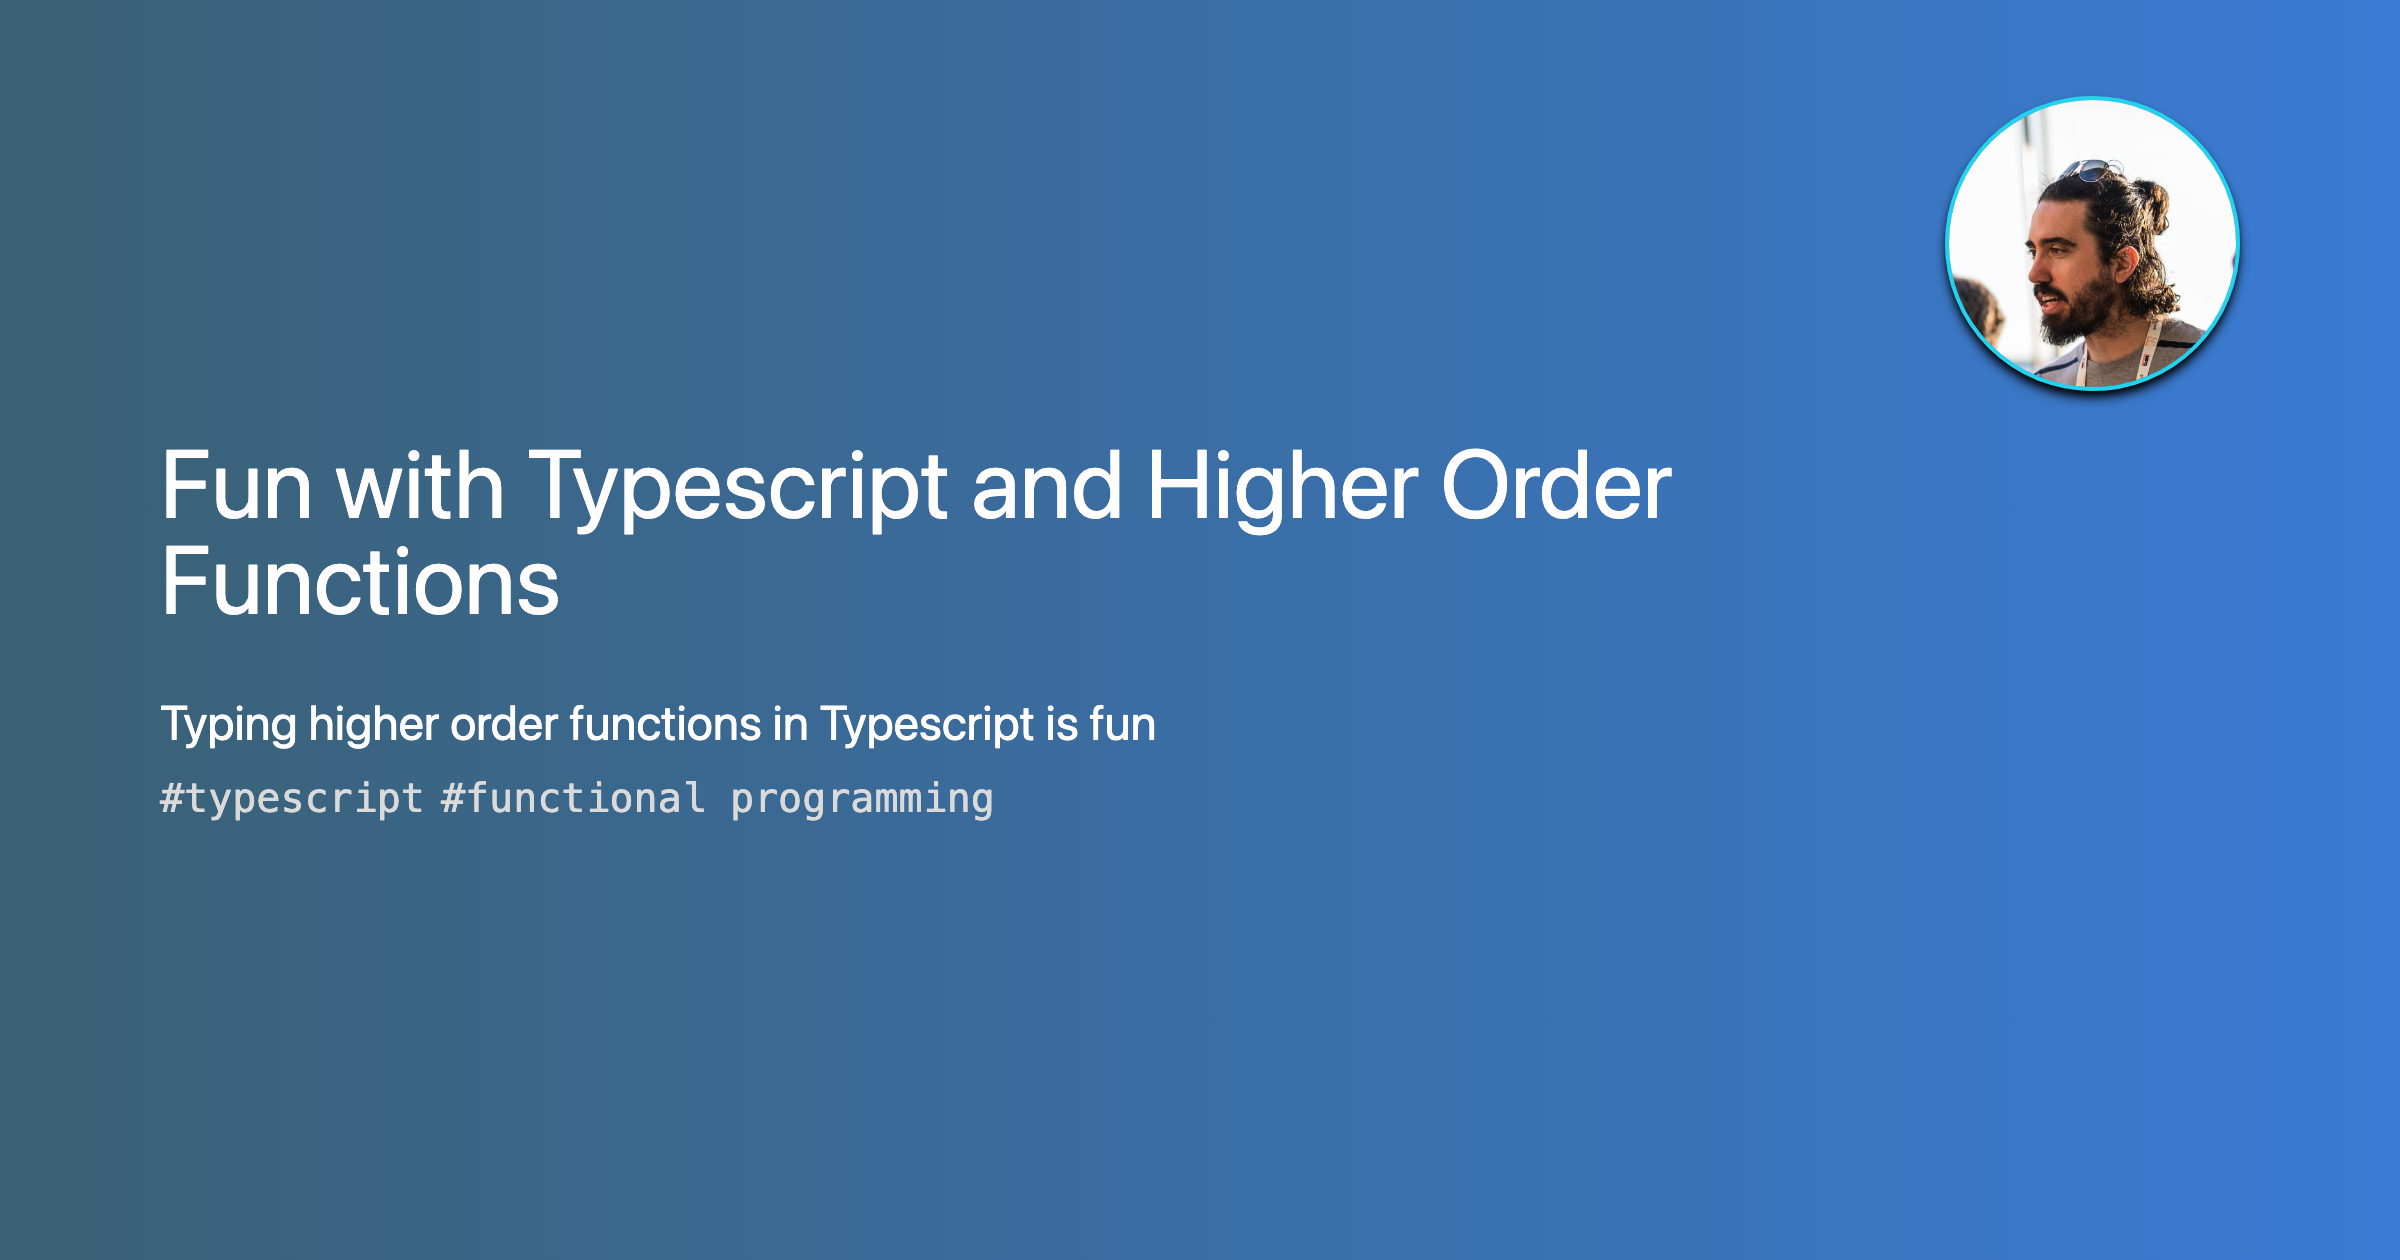 Fun with Typescript and Higher Order
Functions
Typing higher order functions in Typescript is fun
#typescript #functional programming